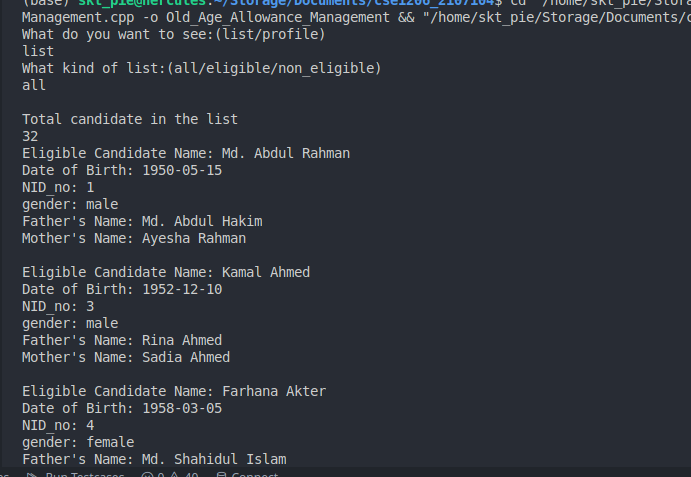 (base) skt_pie@hercules:~/Storage/Documents/cse1206_2107104$ cd "/home/skt_pie/Stora
Management.cpp -o Old_Age_Allowance_Management && "/home/skt_pie/Storage/Documents/c
What do you want to see:(list/profile)
list
What kind of list:(all/eligible/non_eligible)
all
Total candidate in the list
32
Eligible Candidate Name: Md. Abdul Rahman
Date of Birth: 1950-05-15
NID_no: 1
gender: male
Father's Name: Md. Abdul Hakim
Mother's Name: Ayesha Rahman
Eligible Candidate Name: Kamal Ahmed
Date of Birth: 1952-12-10
NID_no: 3
gender: male
Father's Name: Rina Ahmed
Mother's Name: Sadia Ahmed
Eligible Candidate Name: Farhana Akter
Date of Birth: 1958-03-05
NID_no: 4
gender: female
Father's Name: Md. Shahidul Islam
Run Testcases 0 40 Connect